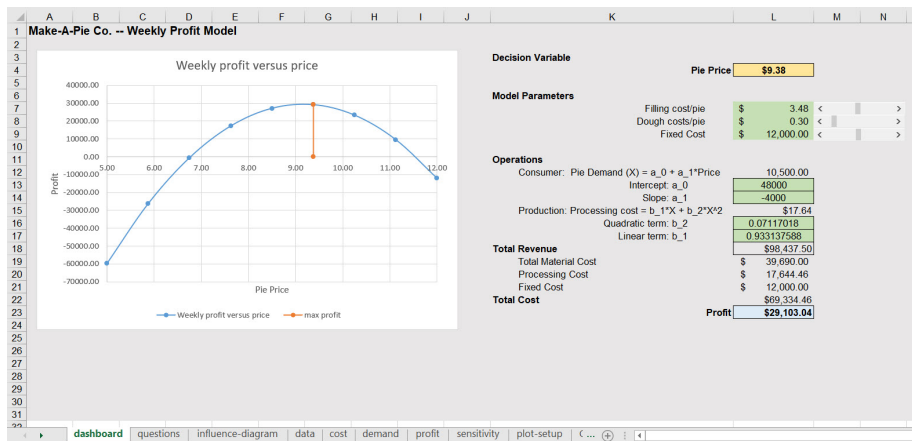 A B C D E F G H I J K L M N
1 Make-A-Pie Co. -- Weekly Profit Model
2
3 Decision Variable
4 Pie Price $9.38
5
6 Model Parameters
7 Filling cost/pie $ 3.48 < >
8 Dough costs/pie $ 0.30 < >
9 Fixed Cost $ 12,000.00 < >
10
11 Operations
12 Consumer: Pie Demand (X) = a_0 + a_1*Price 10,500.00
13 Intercept: a_0 48000
14 Slope: a_1 -4000
15 Production: Processing cost = b_1*X + b_2*X^2 $17.64
16 Quadratic term: b_2 0.07117018
17 Linear term: b_1 0.933137588
18 Total Revenue $98,437.50
19 Total Material Cost $ 39,690.00
20 Processing Cost $ 17,644.46
21 Fixed Cost $ 12,000.00
22 Total Cost $69,334.46
23 Profit $29,103.04
24
25
26
27
28
29
30
31
32
Weekly profit versus price
40000.00
30000.00
20000.00
10000.00
0.00
-10000.00
-20000.00
-30000.00
-40000.00
-50000.00
-60000.00
-70000.00
Profit
5.00 6.00 7.00 8.00 9.00 10.00 11.00 12.00
Pie Price
Weekly profit versus price max profit
dashboard questions influence-diagram data cost demand profit sensitivity plot-setup ...